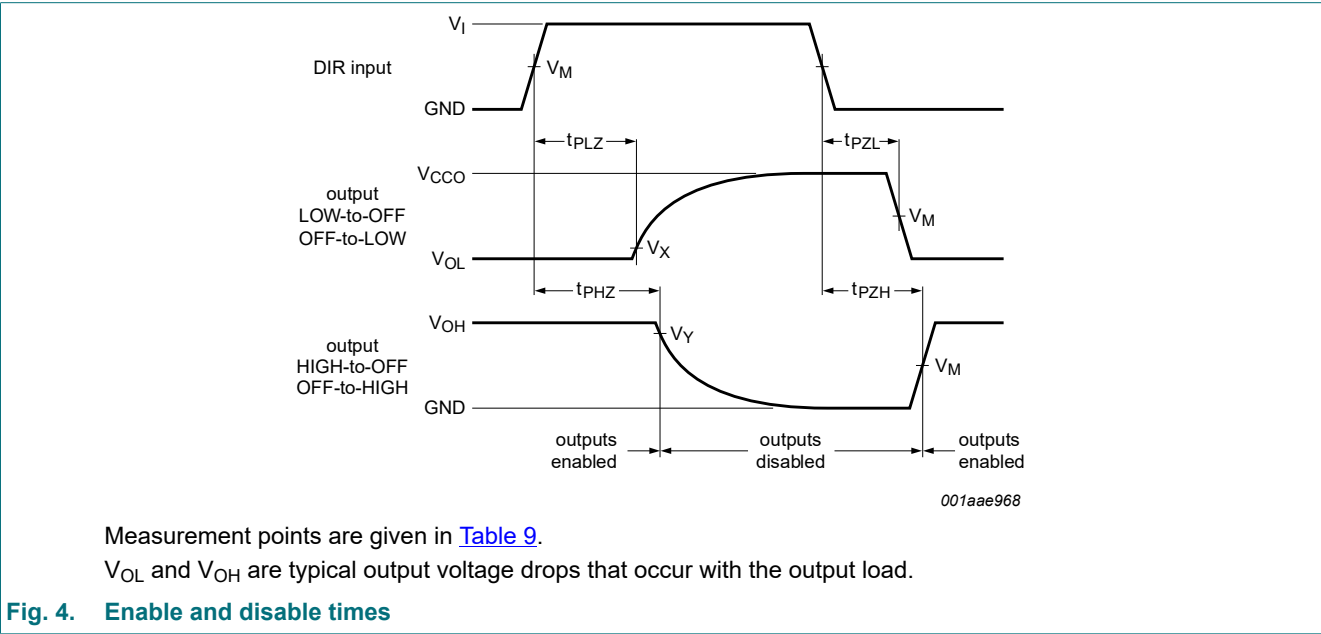 V_I
DIR input
V_M
GND
t_PLZ
t_PZL
V_CCO
output
LOW-to-OFF
OFF-to-LOW
V_M
V_X
V_OL
t_PHZ
t_PZH
V_OH
V_Y
output
HIGH-to-OFF
OFF-to-HIGH
V_M
GND
outputs enabled
outputs disabled
outputs enabled
001aae968
Measurement points are given in Table 9.
V_OL and V_OH are typical output voltage drops that occur with the output load.
Fig. 4. Enable and disable times